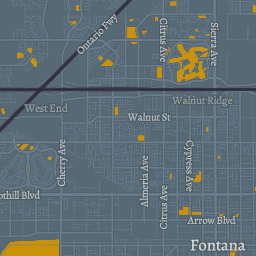 Ontario Fwy
Citrus Ave
Sierra Ave
West End
Walnut Ridge
Walnut St
Cherry Ave
Almeria Ave
Cypress Ave
othill Blvd
Citrus Ave
Arrow Blvd
Fontana